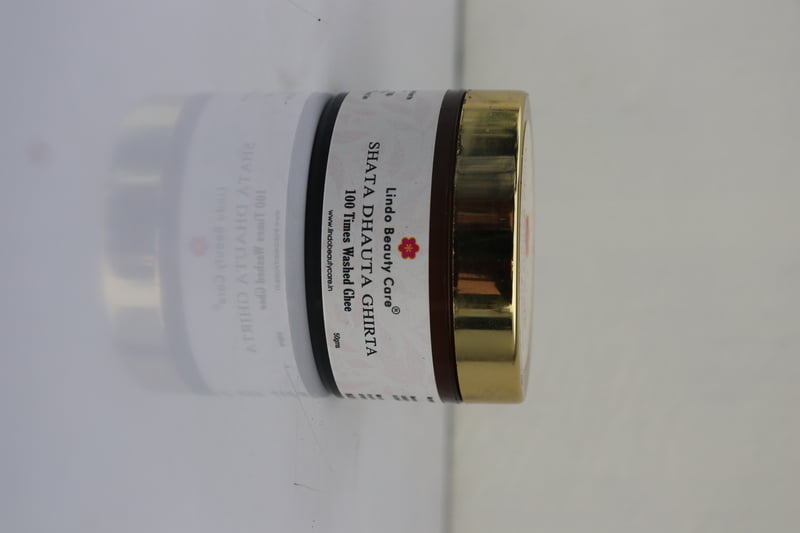 Lindo Beauty Care®
SHATA DHAUTA GHIRTA
100 Times Washed Ghee
www.lindobeautycare.in
50gm